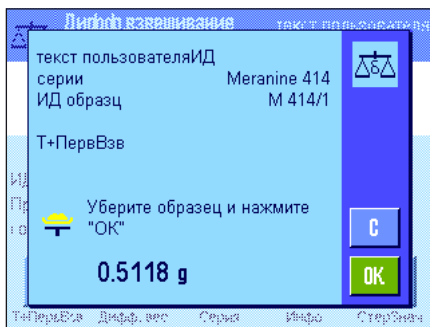 Дифф взвешивание
текст пользователя
текст пользователяИД
серии Meranine 414
ИД образц M 414/1
Т+ПервВзв
Уберите образец и нажмите
"ОК"
0.5118 g
C
OK
Т+ПервВзв Дифф. вес Серия Инфо СтерЗнач